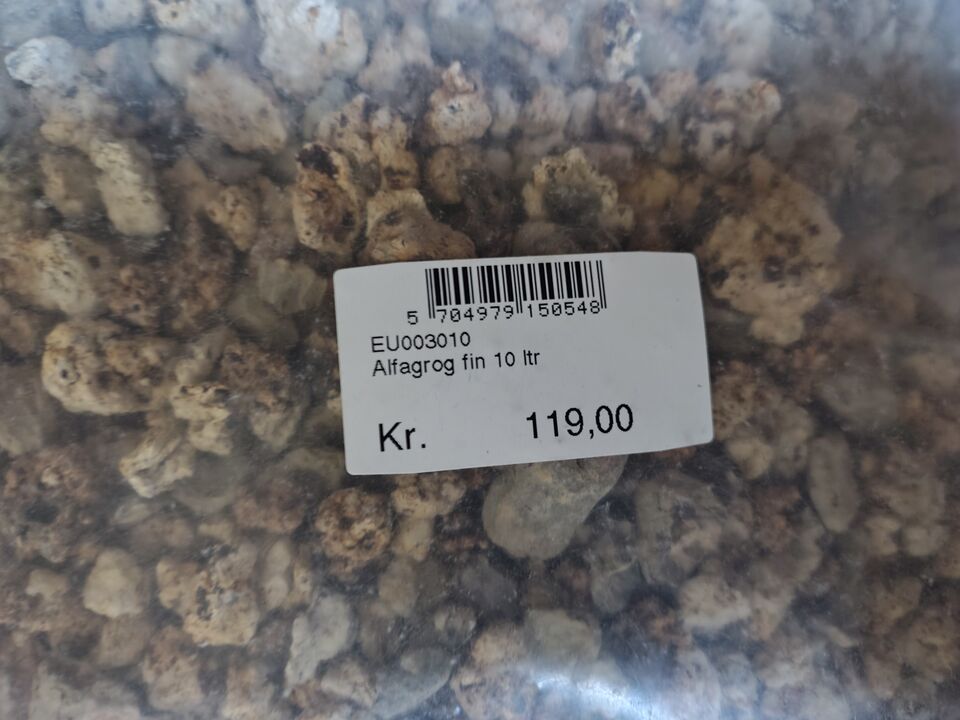 5 704979 150548
EU003010
Alfagrog fin 10 ltr
Kr. 119,00